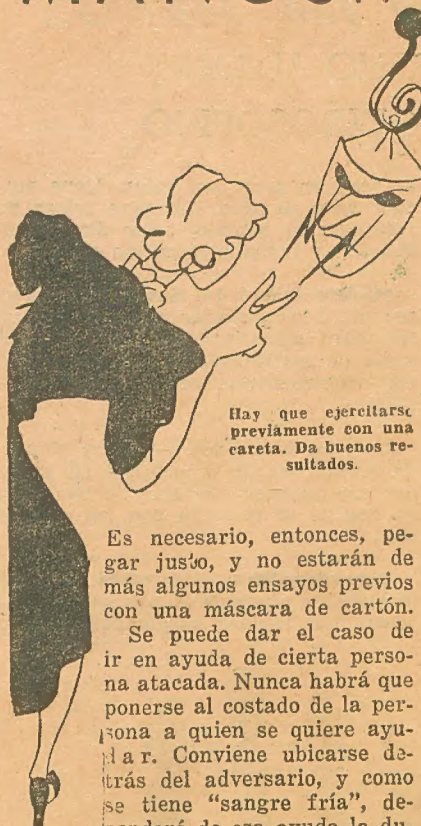 Hay que ejercitarse
previamente con una
careta. Da buenos re-
sultados.
Es necesario, entonces, pe-
gar justo, y no estarán de
más algunos ensayos previos
con una máscara de cartón.
Se puede dar el caso de
ir en ayuda de cierta perso-
na atacada. Nunca habrá que
ponerse al costado de la per-
sona a quien se quiere ayu-
dar. Conviene ubicarse de-
trás del adversario, y como
se tiene "sangre fría", de-